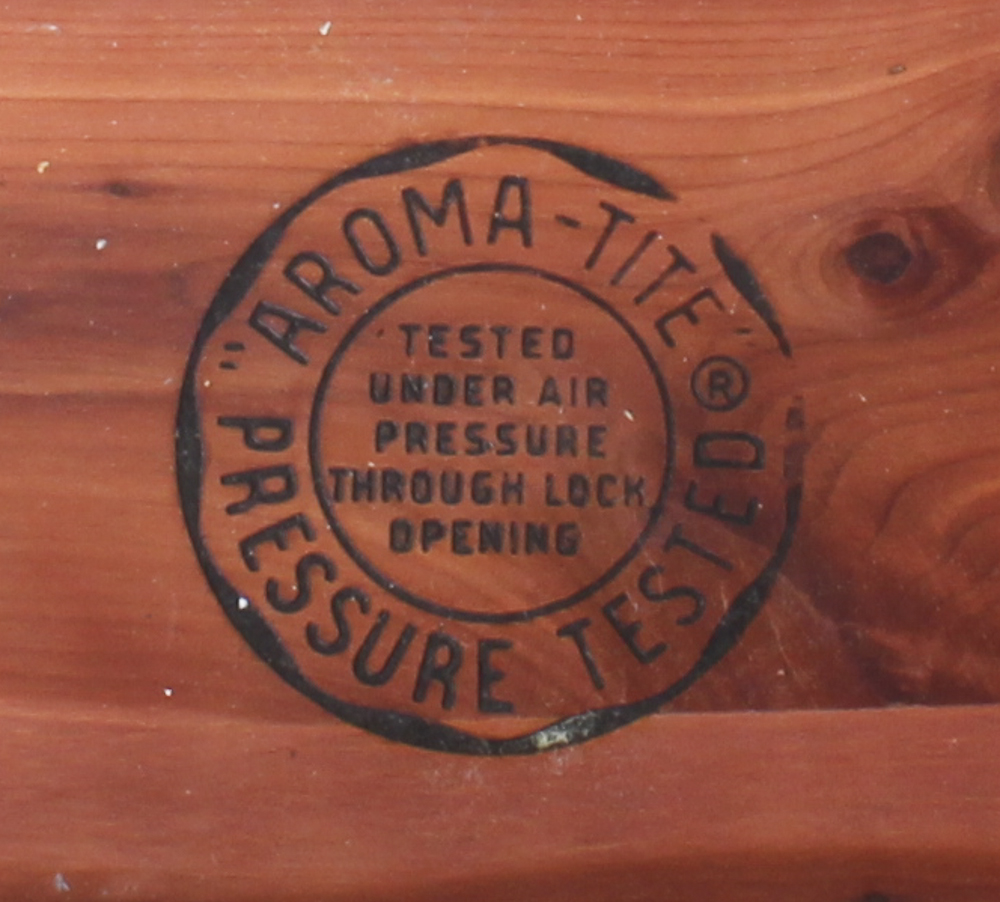 "AROMA-TITE"®
TESTED
UNDER AIR
PRESSURE
THROUGH LOCK
OPENING
PRESSURE TESTED